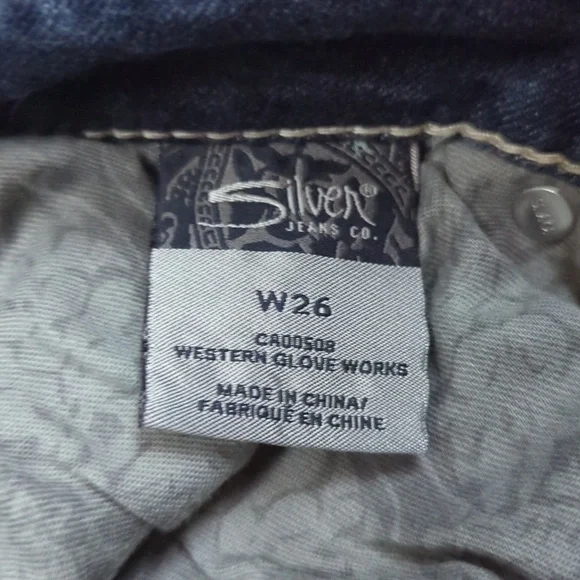 Silver®
JEANS CO.
W26
CA00508
WESTERN GLOVE WORKS
MADE IN CHINA/
FABRIQUÉ EN CHINE